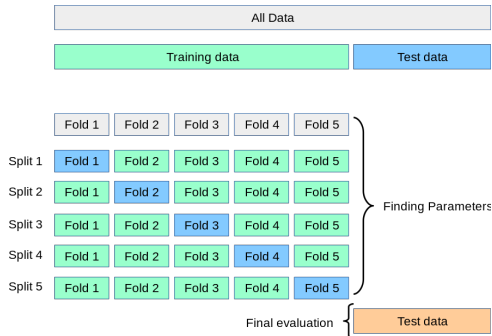 All Data
Training data Test data
Fold 1 Fold 2 Fold 3 Fold 4 Fold 5
Split 1 Fold 1 Fold 2 Fold 3 Fold 4 Fold 5
Split 2 Fold 1 Fold 2 Fold 3 Fold 4 Fold 5
Finding Parameters
Split 3 Fold 1 Fold 2 Fold 3 Fold 4 Fold 5
Split 4 Fold 1 Fold 2 Fold 3 Fold 4 Fold 5
Split 5 Fold 1 Fold 2 Fold 3 Fold 4 Fold 5
Final evaluation Test data